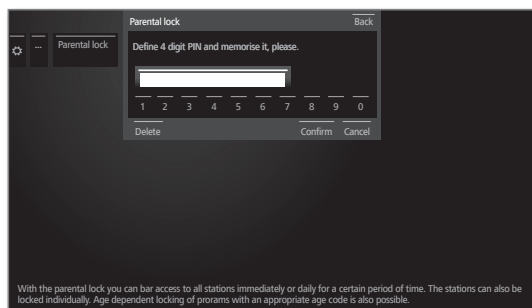 Parental lock Back
... Parental lock
Define 4 digit PIN and memorise it, please.
1 2 3 4 5 6 7 8 9 0
Delete Confirm Cancel
With the parental lock you can bar access to all stations immediately or daily for a certain period of time. The stations can also be
locked individually. Age dependent locking of prorams with an appropriate age code is also possible.